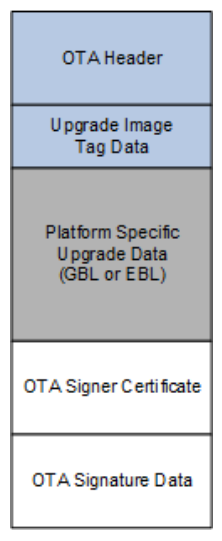 OTA Header
Upgrade Image
Tag Data
Platform Specific
Upgrade Data
(GBL or EBL)
OTA Signer Certificate
OTA Signature Data